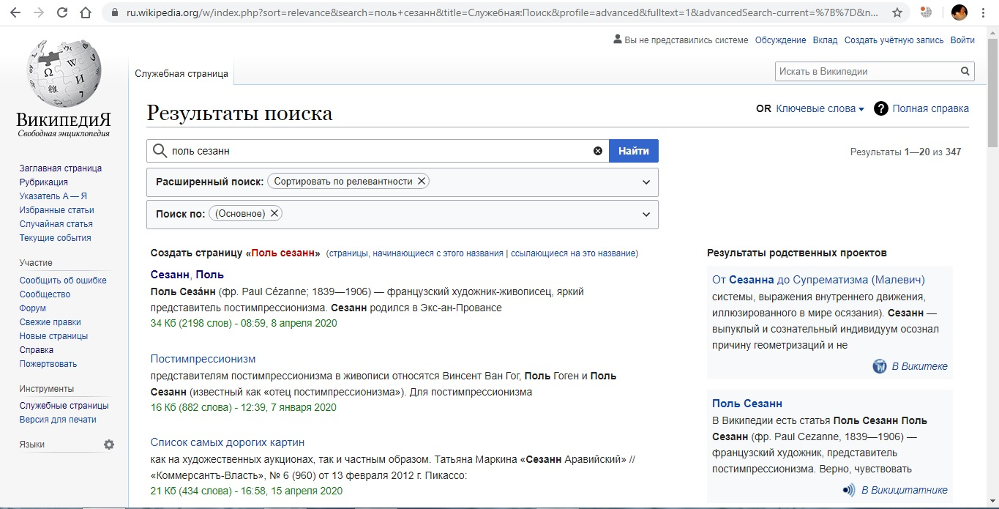 ru.wikipedia.org/w/index.php?sort=relevance&search=поль+сезанн&title=Служебная:Поиск&profile=advanced&fulltext=1&advancedSearch-current=%7B%7D&n...
Вы не представились системе Обсуждение Вклад Создать учётную запись Войти
Служебная страница
Искать в Википедии
ВикипедиЯ
Свободная энциклопедия
Заглавная страница
Рубрикация
Указатель А — Я
Избранные статьи
Случайная статья
Текущие события
Участие
Сообщить об ошибке
Сообщество
Форум
Свежие правки
Новые страницы
Справка
Пожертвовать
Инструменты
Служебные страницы
Версия для печати
Языки
Результаты поиска
OR Ключевые слова ? Полная справка
поль сезанн
Найти
Результаты 1—20 из 347
Расширенный поиск: Сортировать по релевантности
Поиск по: (Основное)
Создать страницу «Поль сезанн» (страницы, начинающиеся с этого названия | ссылающиеся на это название)
Сезанн, Поль
Поль Сеза́нн (фр. Paul Cézanne; 1839—1906) — французский художник-живописец, яркий
представитель постимпрессионизма. Сезанн родился в Экс-ан-Провансе
34 Кб (2198 слов) - 08:59, 8 апреля 2020
Постимпрессионизм
представителям постимпрессионизма в живописи относятся Винсент Ван Гог, Поль Гоген и Поль
Сезанн (известный как «отец постимпрессионизма»). Для постимпрессионизма
16 Кб (882 слова) - 12:39, 7 января 2020
Список самых дорогих картин
как на художественных аукционах, так и частным образом. Татьяна Маркина «Сезанн Аравийский» //
«Коммерсантъ-Власть», № 6 (960) от 13 февраля 2012 г. Пикассо:
21 Кб (434 слова) - 16:58, 15 апреля 2020
Результаты родственных проектов
От Сезанна до Супрематизма (Малевич)
системы, выражения внутреннего движения,
иллюзированного в мире осязания). Сезанн —
выпуклый и сознательный индивидуум осознал
причину геометризаций и не
В Викитеке
Поль Сезанн
В Википедии есть статья Поль Сезанн Поль
Сезанн (фр. Paul Cezanne, 1839—1906) —
французский художник, представитель
постимпрессионизма. Верно, чувствовать
В Викицитатнике